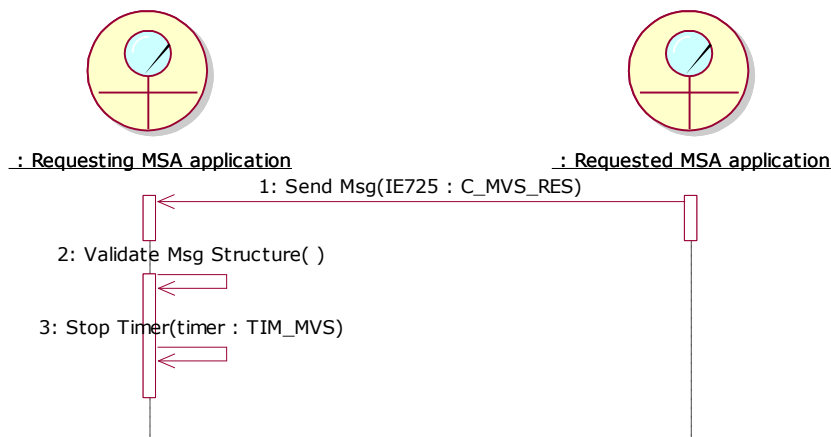 : Requesting MSA application
: Requested MSA application
1: Send Msg(IE725 : C_MVS_RES)
2: Validate Msg Structure( )
3: Stop Timer(timer : TIM_MVS)